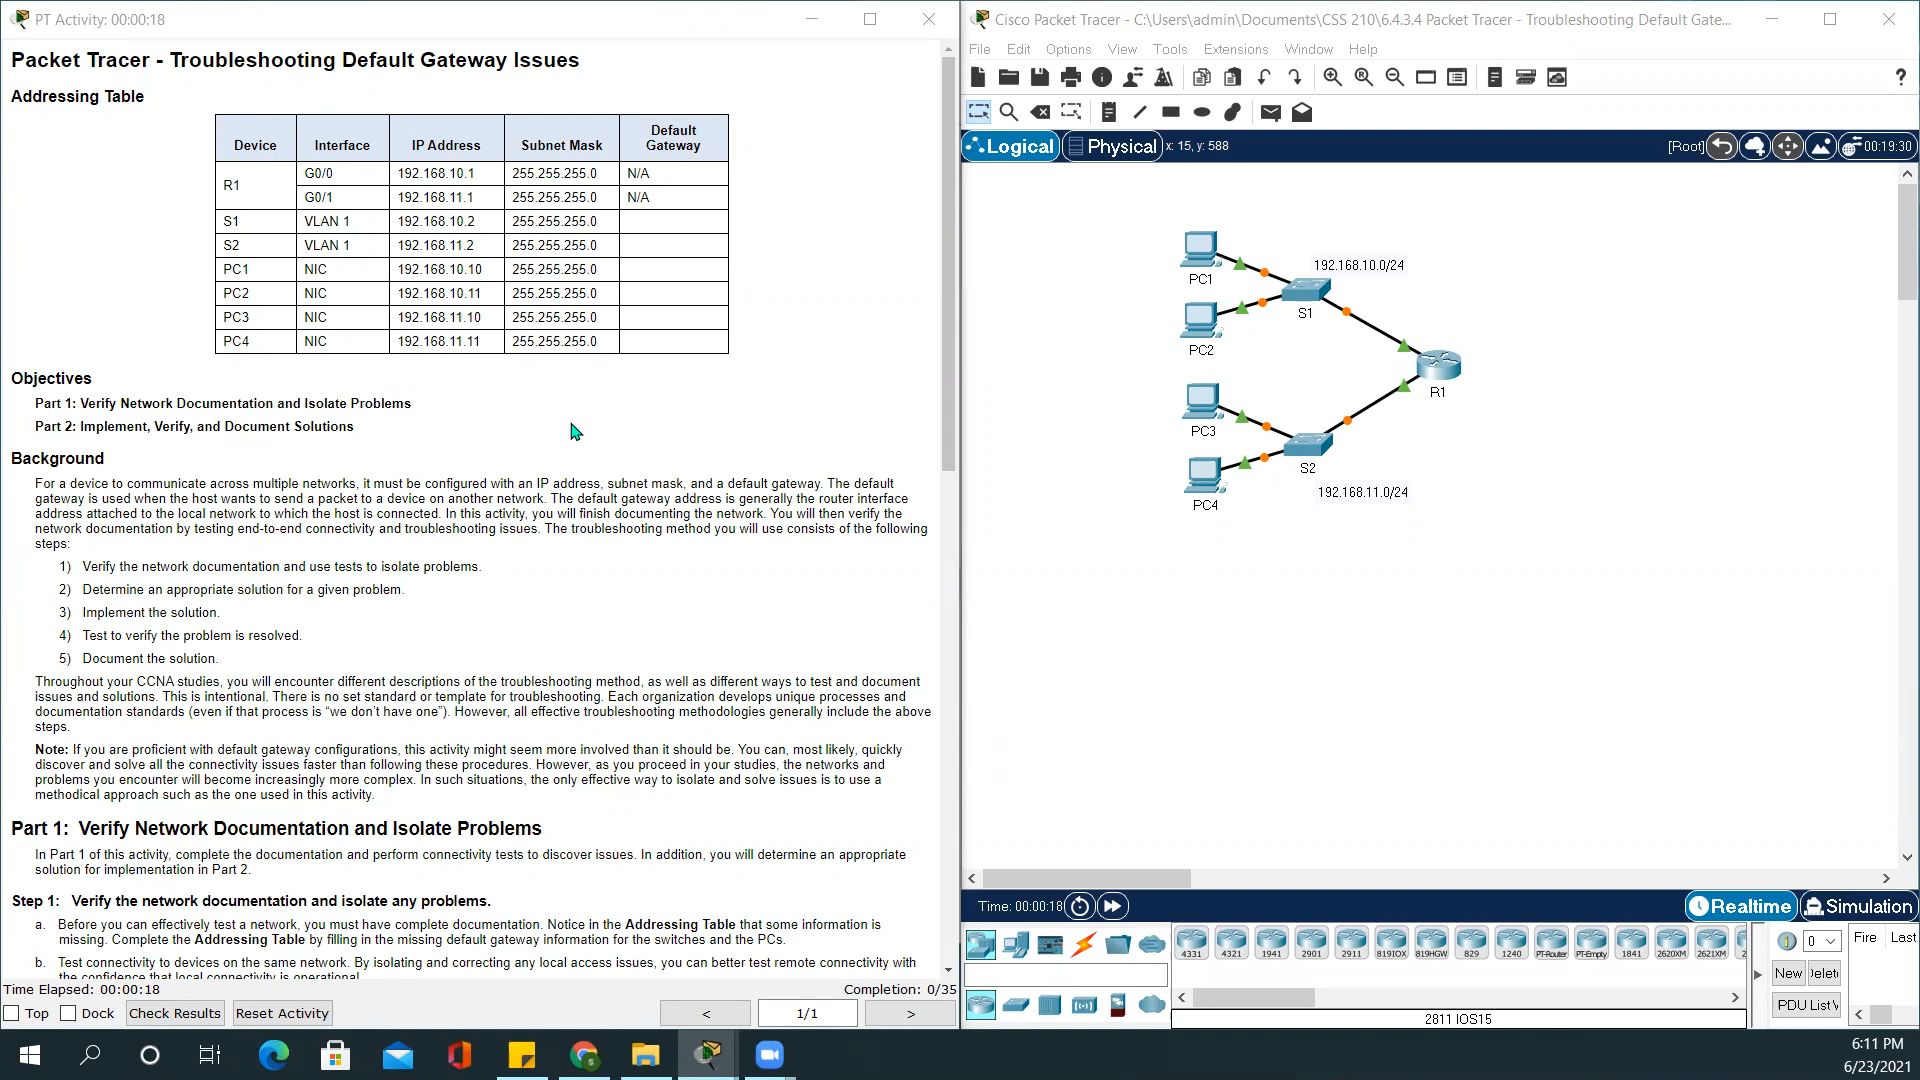 PT Activity: 00:00:18
Packet Tracer - Troubleshooting Default Gateway Issues
Addressing Table
Device Interface IP Address Subnet Mask Default Gateway
R1 G0/0 192.168.10.1 255.255.255.0 N/A
G0/1 192.168.11.1 255.255.255.0 N/A
S1 VLAN 1 192.168.10.2 255.255.255.0
S2 VLAN 1 192.168.11.2 255.255.255.0
PC1 NIC 192.168.10.10 255.255.255.0
PC2 NIC 192.168.10.11 255.255.255.0
PC3 NIC 192.168.11.10 255.255.255.0
PC4 NIC 192.168.11.11 255.255.255.0
Objectives
Part 1: Verify Network Documentation and Isolate Problems
Part 2: Implement, Verify, and Document Solutions
Background
For a device to communicate across multiple networks, it must be configured with an IP address, subnet mask, and a default gateway. The default
gateway is used when the host wants to send a packet to a device on another network. The default gateway address is generally the router interface
address attached to the local network to which the host is connected. In this activity, you will finish documenting the network. You will then verify the
network documentation by testing end-to-end connectivity and troubleshooting issues. The troubleshooting method you will use consists of the following
steps:
1) Verify the network documentation and use tests to isolate problems.
2) Determine an appropriate solution for a given problem.
3) Implement the solution.
4) Test to verify the problem is resolved.
5) Document the solution.
Throughout your CCNA studies, you will encounter different descriptions of the troubleshooting method, as well as different ways to test and document
issues and solutions. This is intentional. There is no set standard or template for troubleshooting. Each organization develops unique processes and
documentation standards (even if that process is “we don’t have one”). However, all effective troubleshooting methodologies generally include the above
steps.
Note: If you are proficient with default gateway configurations, this activity might seem more involved than it should be. You can, most likely, quickly
discover and solve all the connectivity issues faster than following these procedures. However, as you proceed in your studies, the networks and
problems you encounter will become increasingly more complex. In such situations, the only effective way to isolate and solve issues is to use a
methodical approach such as the one used in this activity.
Part 1: Verify Network Documentation and Isolate Problems
In Part 1 of this activity, complete the documentation and perform connectivity tests to discover issues. In addition, you will determine an appropriate
solution for implementation in Part 2.
Step 1: Verify the network documentation and isolate any problems.
a. Before you can effectively test a network, you must have complete documentation. Notice in the Addressing Table that some information is
missing. Complete the Addressing Table by filling in the missing default gateway information for the switches and the PCs.
b. Test connectivity to devices on the same network. By isolating and correcting any local access issues, you can better test remote connectivity with
the confidence that local connectivity is operational.
Time Elapsed: 00:00:18 Completion: 0/35
Top Dock Check Results Reset Activity < 1/1 >
Cisco Packet Tracer - C:\Users\admin\Documents\CSS 210\6.4.3.4 Packet Tracer - Troubleshooting Default Gate...
File Edit Options View Tools Extensions Window Help
?
Logical Physical x: 15, y: 588 [Root] 00:19:30
192.168.10.0/24
PC1
S1
PC2
R1
PC3
S2
192.168.11.0/24
PC4
Time: 00:00:18 Realtime Simulation
4331 4321 1941 2901 2911 819IOX 819HGW 829 1240 PT-Router PT-Empty 1841 2620XM 2621XM 2
0 Fire Last
New Delet
PDU List
2811 IOS15
6:11 PM
6/23/2021